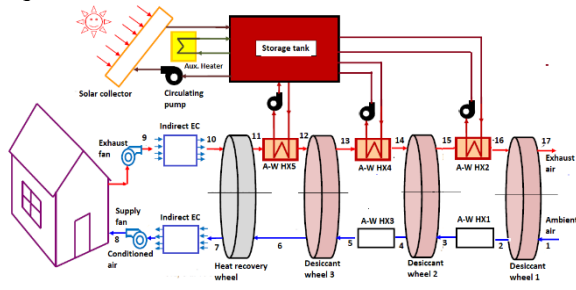 Storage tank
Aux. Heater
Solar collector
Circulating
pump
Indirect EC
9
10
11
12
13
14
15
16
17
Exhaust
fan
A-W HX5
A-W HX4
A-W HX2
Exhaust
air
Supply
fan
Indirect EC
A-W HX3
A-W HX1
Ambient
air
8
7
6
5
4
3
2
1
Conditioned
air
Heat recovery
wheel
Desiccant
wheel 3
Desiccant
wheel 2
Desiccant
wheel 1